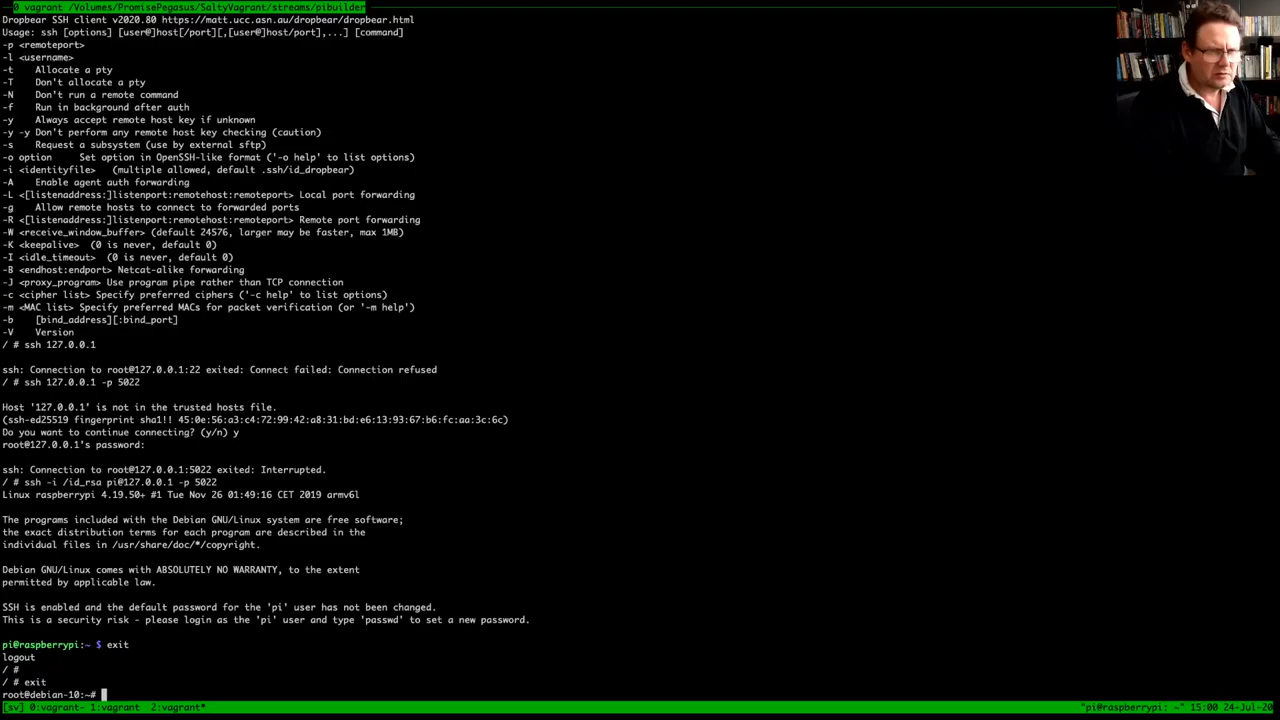 0 vagrant /Volumes/PromisePegasus/SaltyVagrant/streams/pibuilder
Dropbear SSH client v2020.80 https://matt.ucc.asn.au/dropbear/dropbear.html
Usage: ssh [options] [user@]host[/port][,[user@]host/port],...] [command]
-p <remoteport>
-l <username>
-t    Allocate a pty
-T    Don't allocate a pty
-N    Don't run a remote command
-f    Run in background after auth
-y    Always accept remote host key if unknown
-y -y Don't perform any remote host key checking (caution)
-s    Request a subsystem (use by external sftp)
-o option     Set option in OpenSSH-like format ('-o help' to list options)
-i <identityfile>   (multiple allowed, default .ssh/id_dropbear)
-A    Enable agent auth forwarding
-L <[listenaddress:]listenport:remotehost:remoteport> Local port forwarding
-g    Allow remote hosts to connect to forwarded ports
-R <[listenaddress:]listenport:remotehost:remoteport> Remote port forwarding
-W <receive_window_buffer> (default 24576, larger may be faster, max 1MB)
-K <keepalive>  (0 is never, default 0)
-I <idle_timeout>  (0 is never, default 0)
-B <endhost:endport> Netcat-alike forwarding
-J <proxy_program> Use program pipe rather than TCP connection
-c <cipher list> Specify preferred ciphers ('-c help' to list options)
-m <MAC list> Specify preferred MACs for packet verification (or '-m help')
-b    [bind_address][:bind_port]
-V    Version
/ # ssh 127.0.0.1
ssh: Connection to root@127.0.0.1:22 exited: Connect failed: Connection refused
/ # ssh 127.0.0.1 -p 5022
Host '127.0.0.1' is not in the trusted hosts file.
(ssh-ed25519 fingerprint sha1!! 45:0e:56:a3:c4:72:99:42:a8:31:bd:e6:13:93:67:b6:fc:aa:3c:6c)
Do you want to continue connecting? (y/n) y
root@127.0.0.1's password:
ssh: Connection to root@127.0.0.1:5022 exited: Interrupted.
/ # ssh -i /id_rsa pi@127.0.0.1 -p 5022
Linux raspberrypi 4.19.50+ #1 Tue Nov 26 01:49:16 CET 2019 armv6l
The programs included with the Debian GNU/Linux system are free software;
the exact distribution terms for each program are described in the
individual files in /usr/share/doc/*/copyright.
Debian GNU/Linux comes with ABSOLUTELY NO WARRANTY, to the extent
permitted by applicable law.
SSH is enabled and the default password for the 'pi' user has not been changed.
This is a security risk - please login as the 'pi' user and type 'passwd' to set a new password.
pi@raspberrypi:~ $ exit
logout
/ #
/ # exit
root@debian-10:~#
[sv] 0:vagrant- 1:vagrant  2:vagrant* "pi@raspberrypi: ~" 15:00 24-Jul-20